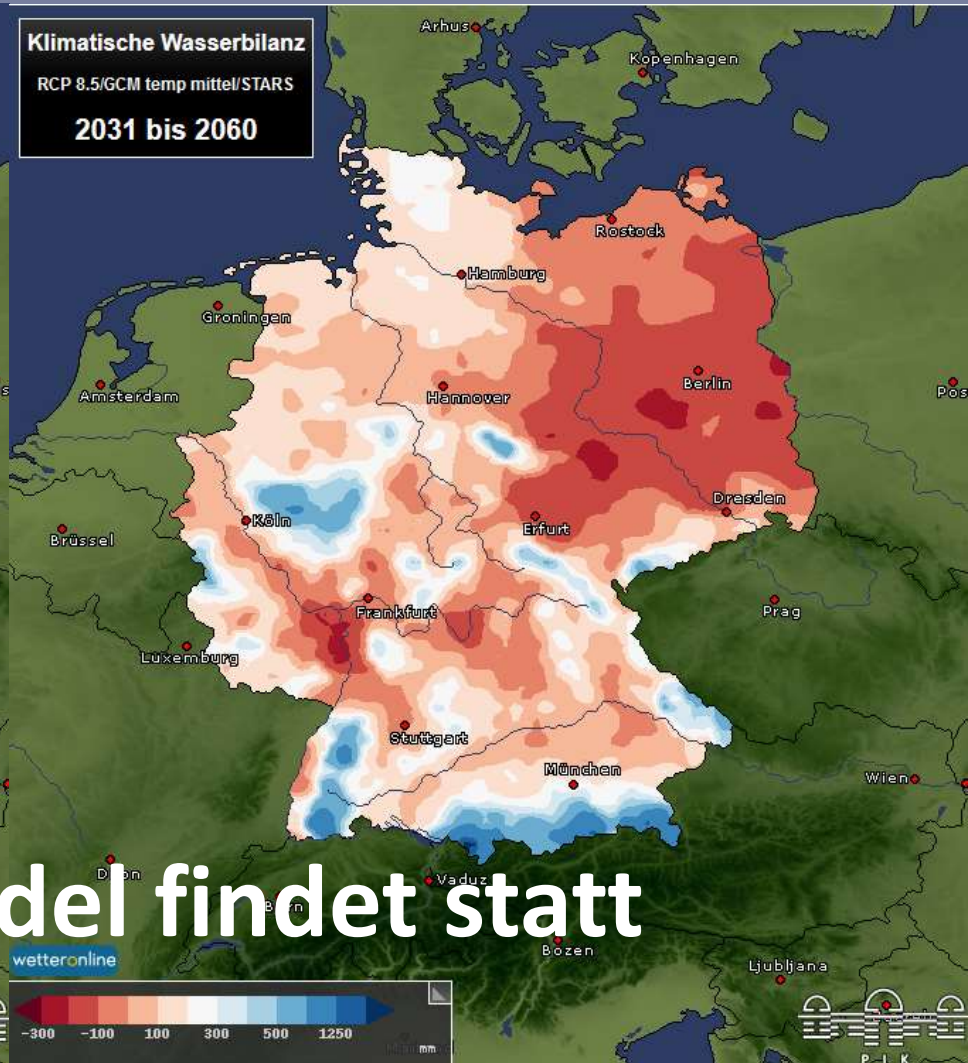 Klimatische Wasserbilanz
RCP 8.5/GCM temp mittel/STARS
2031 bis 2060
Arhus
Kopenhagen
Rostock
Hamburg
Groningen
Berlin
Amsterdam
Hannover
Pos
Dresden
Köln
Erfurt
Brüssel
Frankfurt
Prag
Luxemburg
Stuttgart
München
Wien
Vaduz
del findet statt
Bozen
wetteronline
Ljubljana
-300 -100 100 300 500 1250
mm
P I K